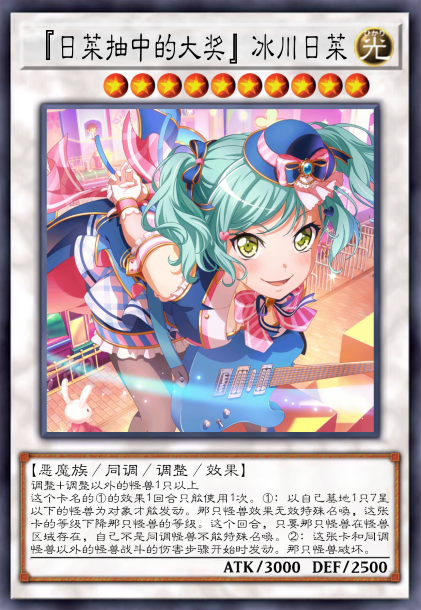 『日菜抽中的大奖』冰川日菜
ひかり
光
【恶魔族/同调/调整/效果】
调整+调整以外的怪兽1只以上
这个卡名的①的效果1回合只能使用1次。①：以自己墓地1只7星
以下的怪兽为对象才能发动。那只怪兽效果无效特殊召唤，这张
卡的等级下降那只怪兽的等级。这个回合，只要那只怪兽在怪兽
区域存在，自己不是同调怪兽不能特殊召唤。②：这张卡和同调
怪兽以外的怪兽战斗的伤害步骤开始时发动。那只怪兽破坏。
ATK/3000 DEF/2500